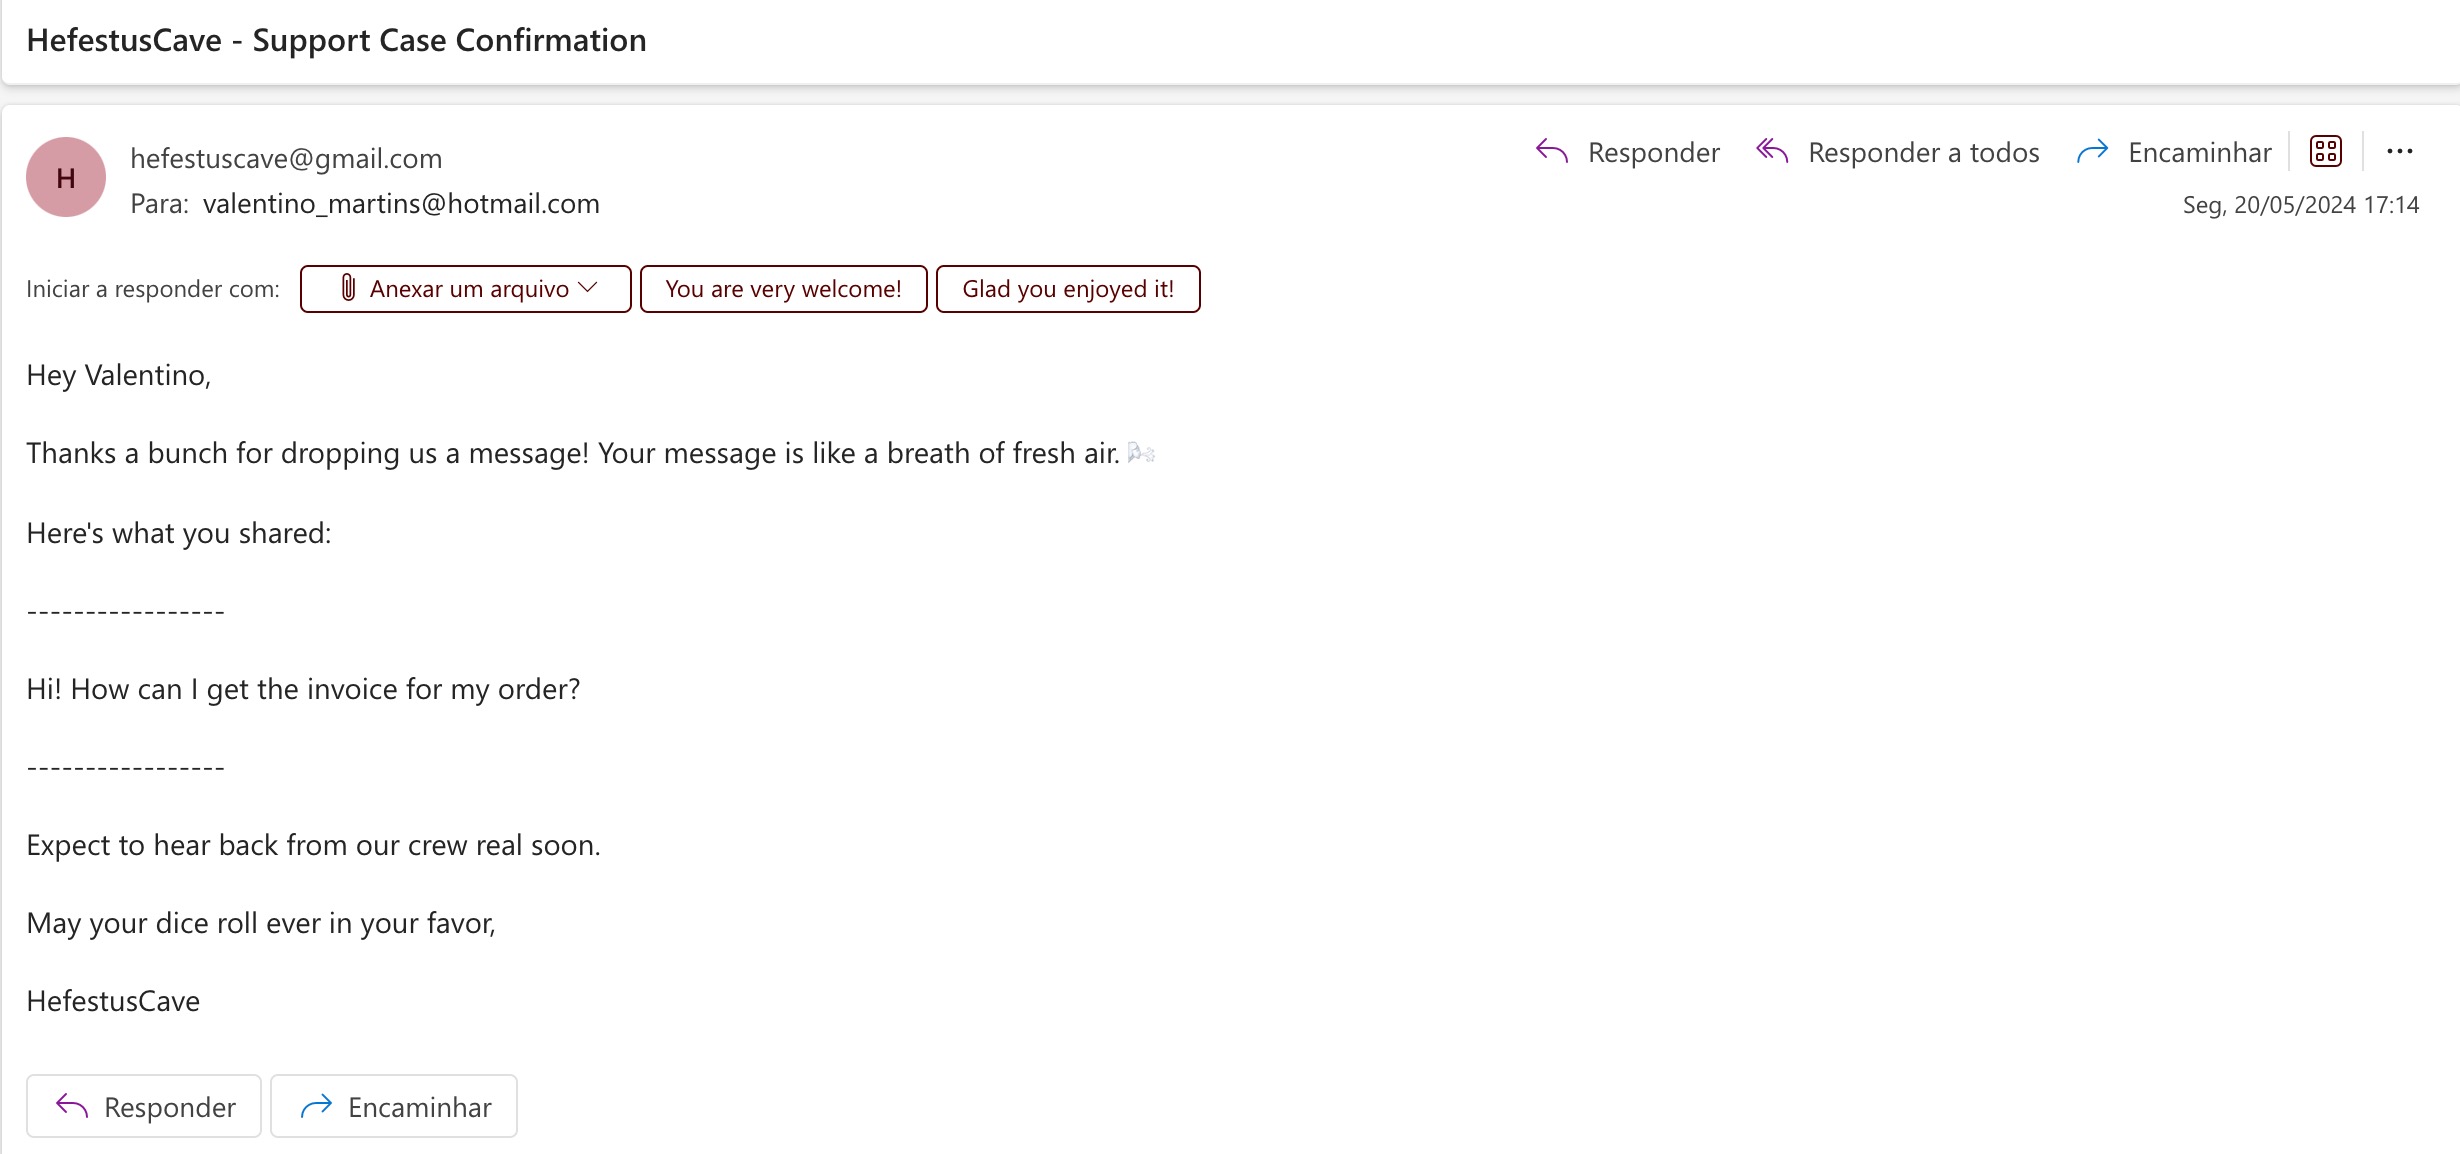 HefestusCave - Support Case Confirmation
H
hefestuscave@gmail.com
Responder Responder a todos Encaminhar
Para: valentino_martins@hotmail.com
Seg, 20/05/2024 17:14
Iniciar a responder com: Anexar um arquivo You are very welcome! Glad you enjoyed it!
Hey Valentino,
Thanks a bunch for dropping us a message! Your message is like a breath of fresh air. 🌬️
Here's what you shared:
-----------------
Hi! How can I get the invoice for my order?
-----------------
Expect to hear back from our crew real soon.
May your dice roll ever in your favor,
HefestusCave
Responder Encaminhar